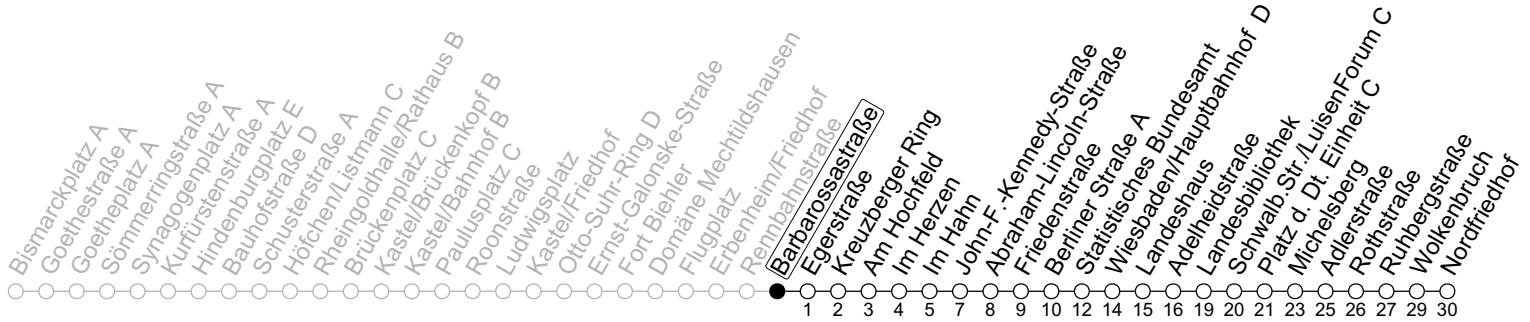 Bismarckplatz A
Goethestraße A
Goetheplatz A
Sömmerringstraße A
Synagogenplatz A
Kurfürstenstraße A
Hindenburgplatz E
Bauhofstraße D
Schusterstraße A
Höfchen/Listmann C
Rheingoldhalle/Rathaus B
Brückenplatz C
Kastel/Brückenkopf B
Kastel/Bahnhof B
Paulusplatz C
Roonstraße
Ludwigsplatz
Kastel/Friedhof
Otto-Suhr-Ring D
Ernst-Galonske-Straße
Fort Biehler
Domäne Mechtildshausen
Flugplatz
Erbenheim/Friedhof
Rennbahnstraße
Barbarossastraße
Egerstraße
Kreuzberger Ring
Am Hochfeld
Im Herzen
Im Hahn
John-F.-Kennedy-Straße
Abraham-Lincoln-Straße
Friedenstraße
Berliner Straße A
Statistisches Bundesamt
Wiesbaden/Hauptbahnhof D
Landeshaus
Adelheidstraße
Landesbibliothek
Schwalb.Str./LuisenForum C
Platz d. Dt. Einheit C
Michelsberg
Adlerstraße
Rothstraße
Ruhbergstraße
Wolkenbruch
Nordfriedhof
1 2 3 4 5 7 8 9 10 12 14 15 16 19 20 21 23 25 26 27 29 30